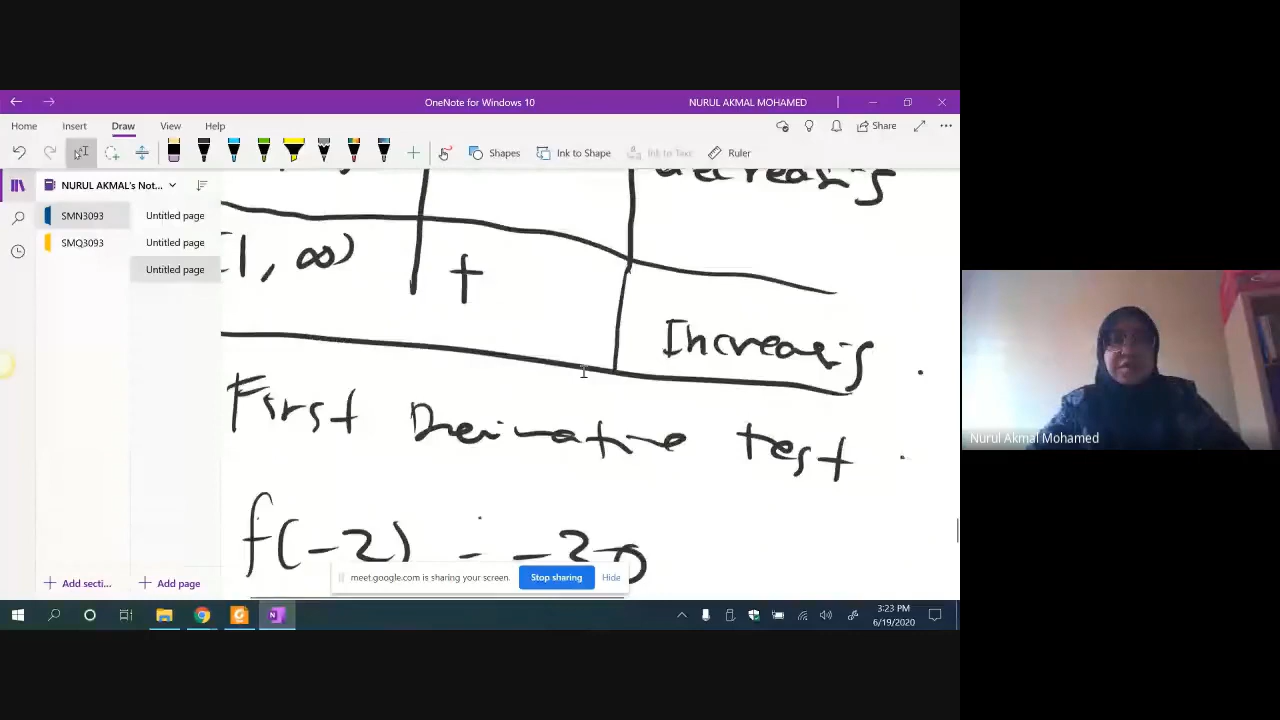 OneNote for Windows 10
NURUL AKMAL MOHAMED
Home Insert Draw View Help
Share
Shapes Ink to Shape Ink to Text Ruler
NURUL AKMAL's Not...
SMN3093
SMQ3093
Untitled page
Untitled page
Untitled page
decreasing
[1, ∞) + Increasing
First Derivative test.
f(-2) = -20
Nurul Akmal Mohamed
Add secti... Add page
meet.google.com is sharing your screen. Stop sharing Hide
3:23 PM
6/19/2020